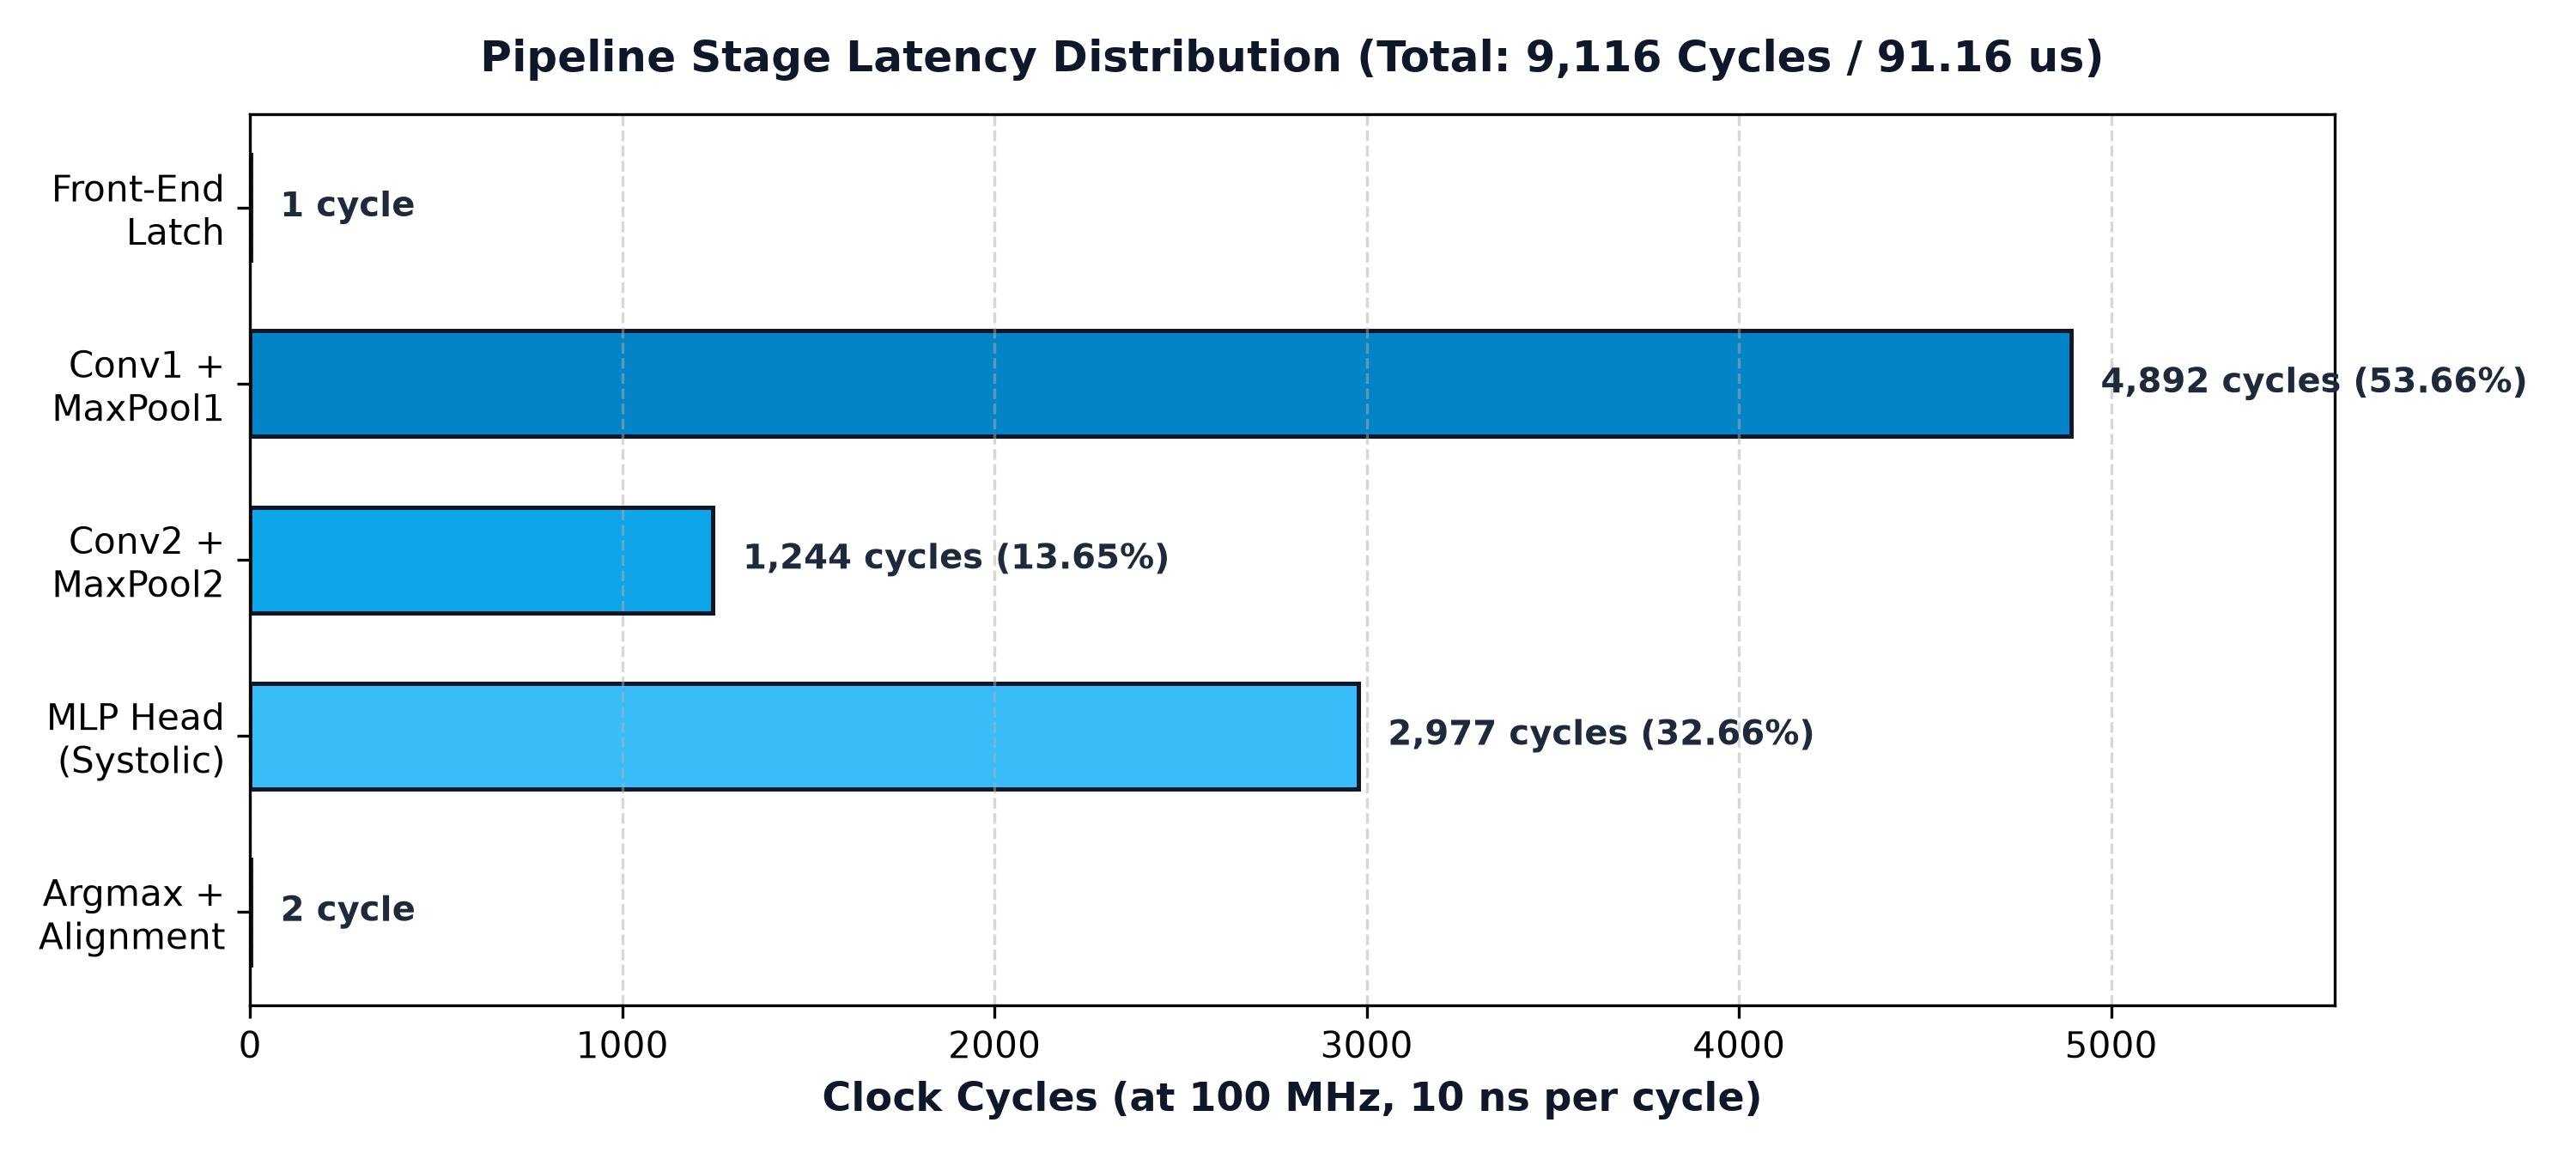 Pipeline Stage Latency Distribution (Total: 9,116 Cycles / 91.16 us)
Front-End
Latch
1 cycle
Conv1 +
MaxPool1
4,892 cycles (53.66%)
Conv2 +
MaxPool2
1,244 cycles (13.65%)
MLP Head
(Systolic)
2,977 cycles (32.66%)
Argmax +
Alignment
2 cycle
0 1000 2000 3000 4000 5000
Clock Cycles (at 100 MHz, 10 ns per cycle)